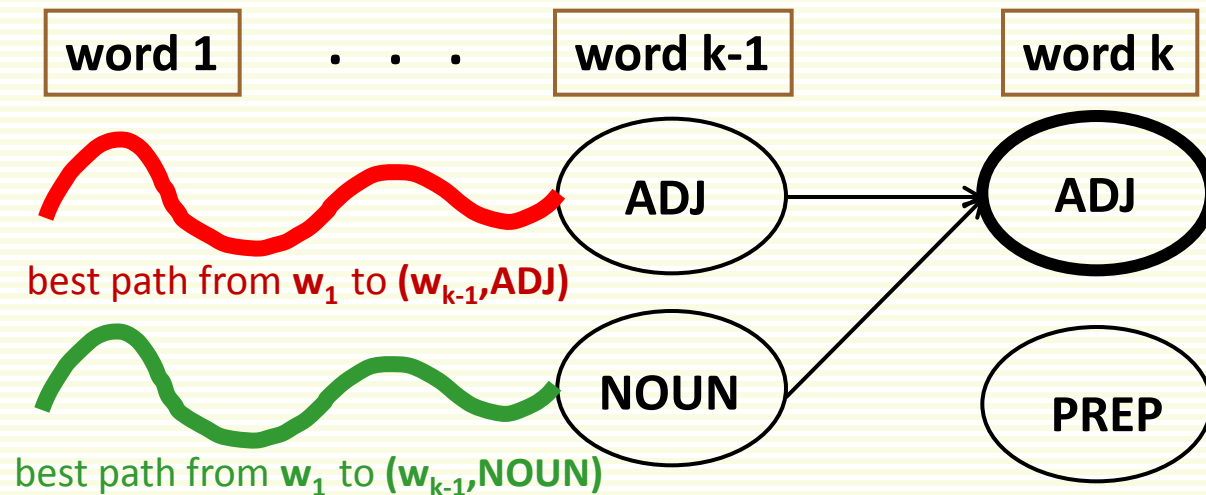 word 1 . . . word k-1 word k
ADJ ADJ
best path from w₁ to (wₖ₋₁,ADJ)
NOUN PREP
best path from w₁ to (wₖ₋₁,NOUN)